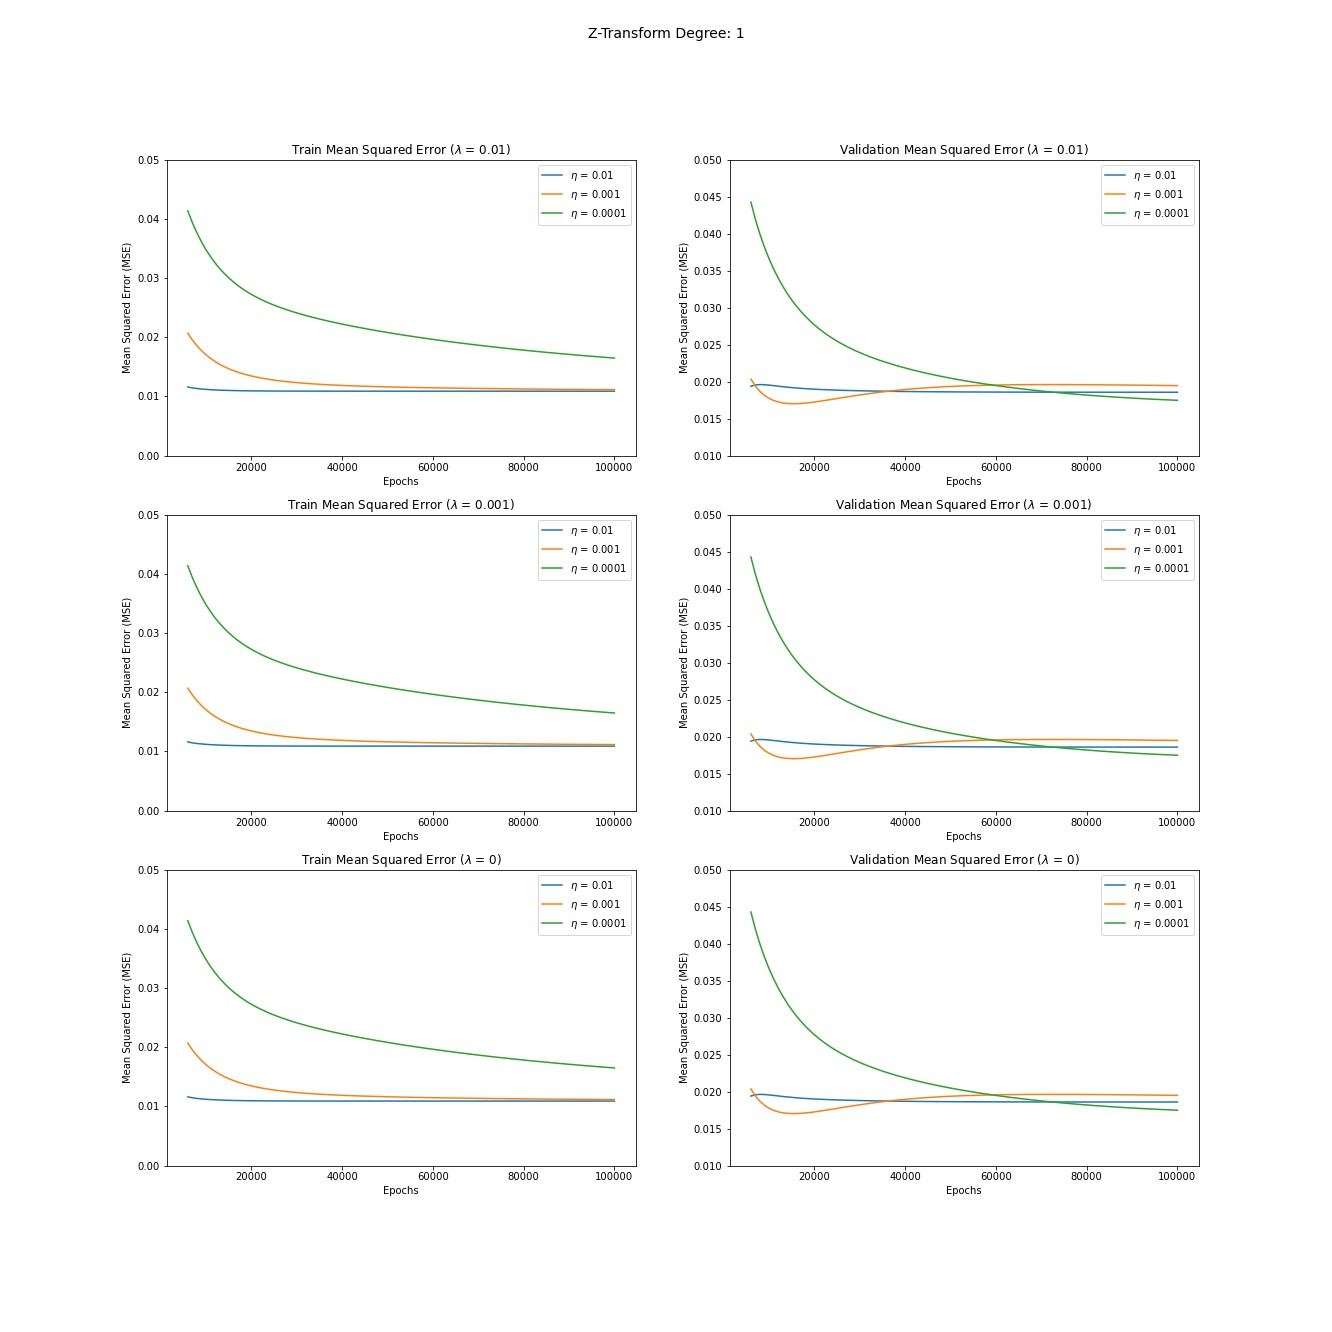 Z-Transform Degree: 1
Train Mean Squared Error (λ = 0.01)
Mean Squared Error (MSE)
0.05
0.04
0.03
0.02
0.01
0.00
η = 0.01
η = 0.001
η = 0.0001
20000 40000 60000 80000 100000
Epochs
Validation Mean Squared Error (λ = 0.01)
Mean Squared Error (MSE)
0.050
0.045
0.040
0.035
0.030
0.025
0.020
0.015
0.010
η = 0.01
η = 0.001
η = 0.0001
20000 40000 60000 80000 100000
Epochs
Train Mean Squared Error (λ = 0.001)
Mean Squared Error (MSE)
0.05
0.04
0.03
0.02
0.01
0.00
η = 0.01
η = 0.001
η = 0.0001
20000 40000 60000 80000 100000
Epochs
Validation Mean Squared Error (λ = 0.001)
Mean Squared Error (MSE)
0.050
0.045
0.040
0.035
0.030
0.025
0.020
0.015
0.010
η = 0.01
η = 0.001
η = 0.0001
20000 40000 60000 80000 100000
Epochs
Train Mean Squared Error (λ = 0)
Mean Squared Error (MSE)
0.05
0.04
0.03
0.02
0.01
0.00
η = 0.01
η = 0.001
η = 0.0001
20000 40000 60000 80000 100000
Epochs
Validation Mean Squared Error (λ = 0)
Mean Squared Error (MSE)
0.050
0.045
0.040
0.035
0.030
0.025
0.020
0.015
0.010
η = 0.01
η = 0.001
η = 0.0001
20000 40000 60000 80000 100000
Epochs